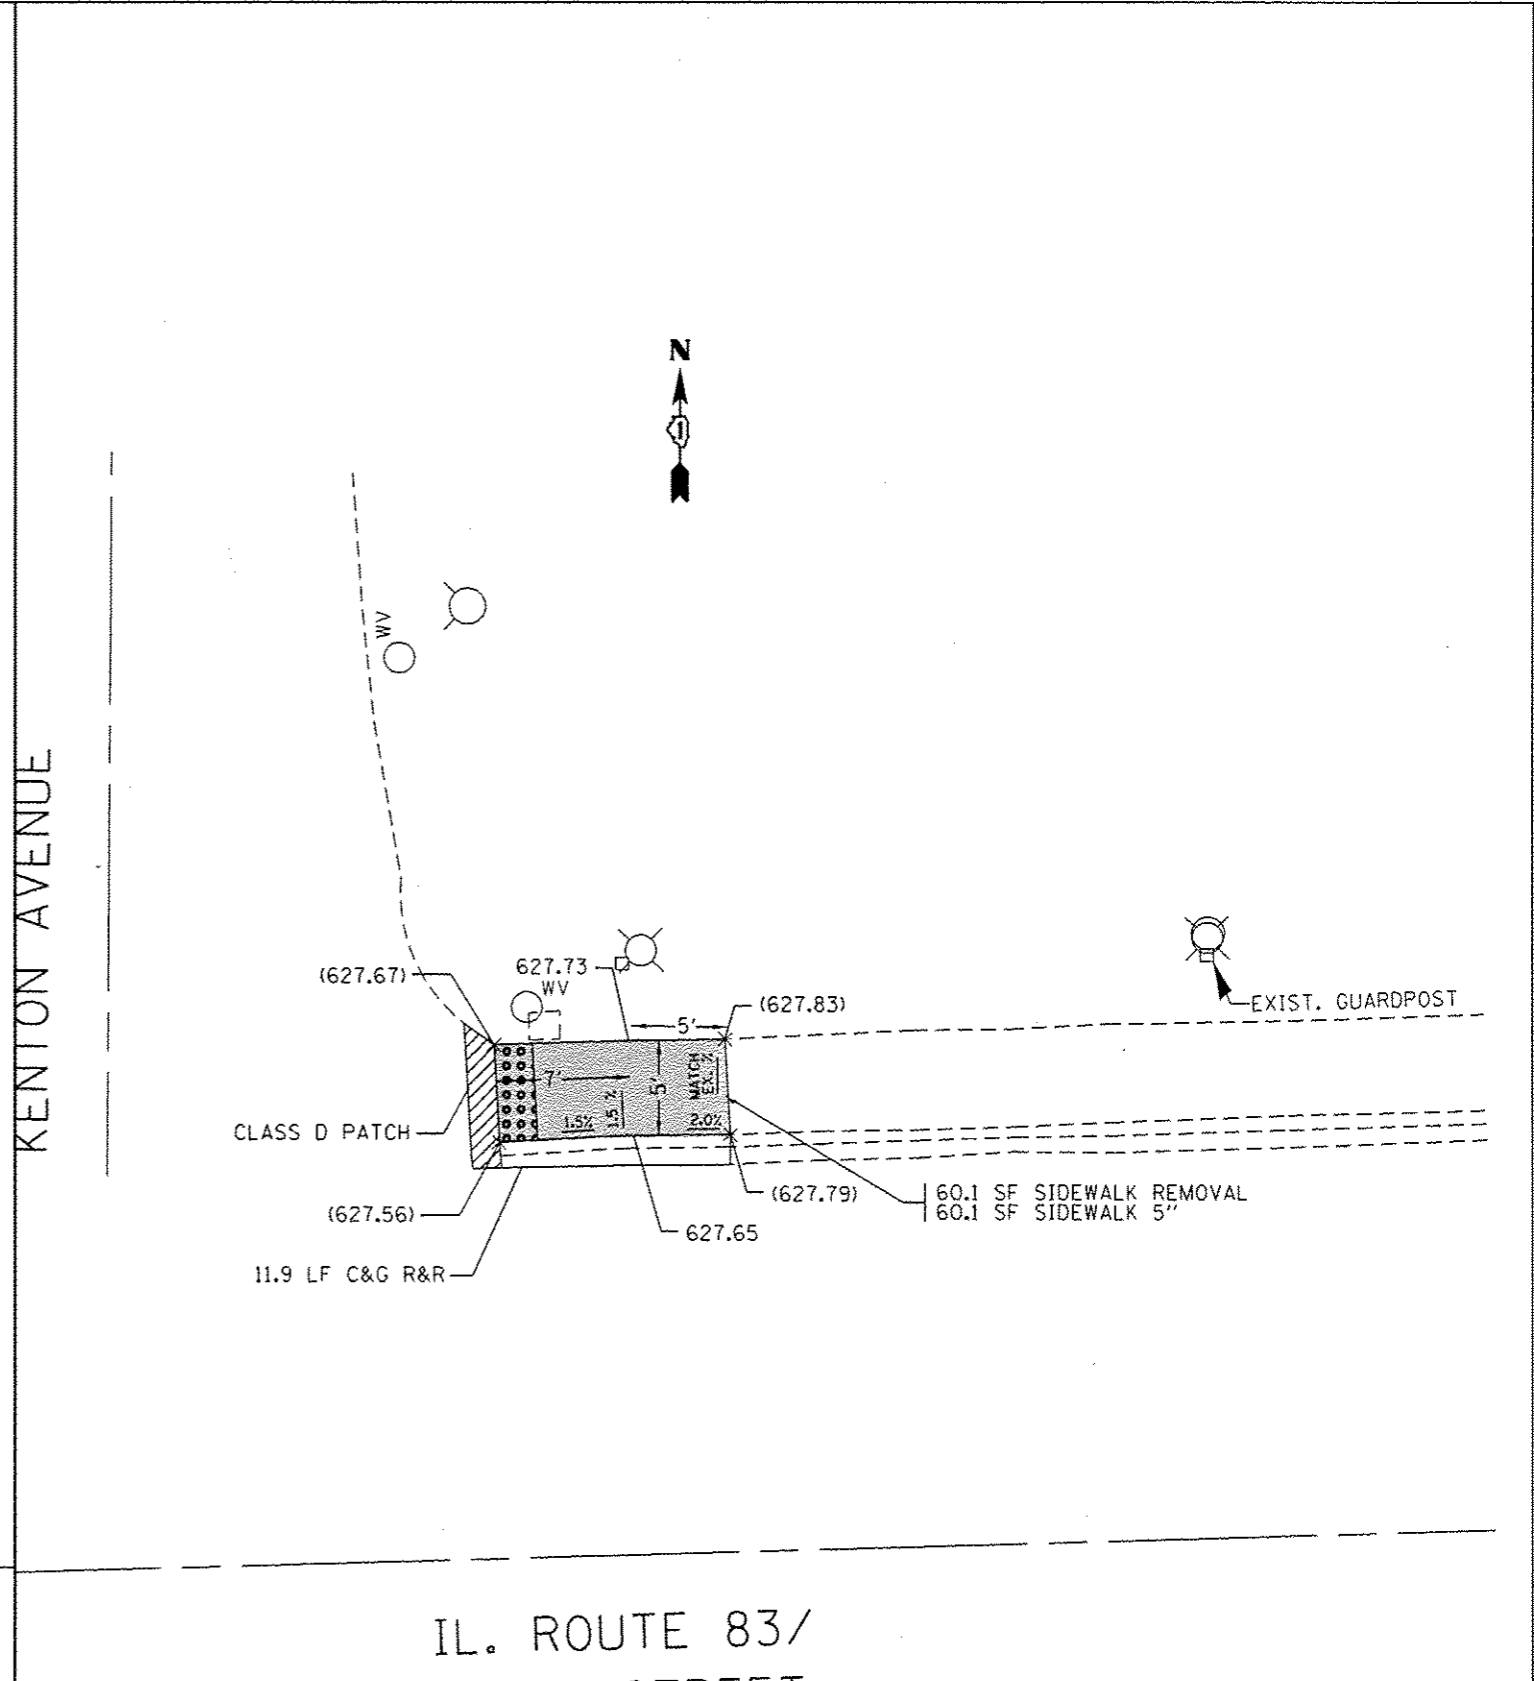 N
WV
KENTON AVENUE
(627.67)
627.73
WV
(627.83)
EXIST. GUARDPOST
5'
7'
5'
MATCH
EX. %
1.5%
1.5 %
2.0%
CLASS D PATCH
(627.56)
(627.79)
60.1 SF SIDEWALK REMOVAL
60.1 SF SIDEWALK 5"
627.65
11.9 LF C&G R&R
IL. ROUTE 83/